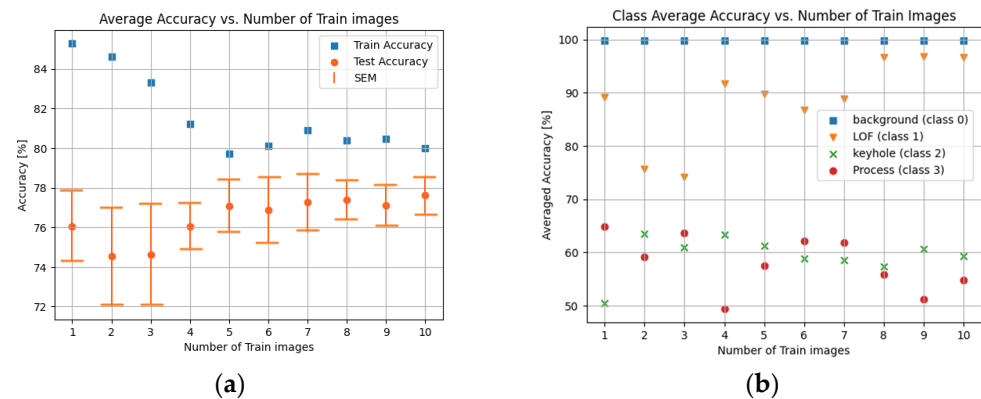 Average Accuracy vs. Number of Train images
Accuracy [%]
84
82
80
78
76
74
72
Train Accuracy
Test Accuracy
SEM
1 2 3 4 5 6 7 8 9 10
Number of Train images
(a)
Class Average Accuracy vs. Number of Train Images
Averaged Accuracy [%]
100
90
80
70
60
50
background (class 0)
LOF (class 1)
keyhole (class 2)
Process (class 3)
1 2 3 4 5 6 7 8 9 10
Number of Train images
(b)